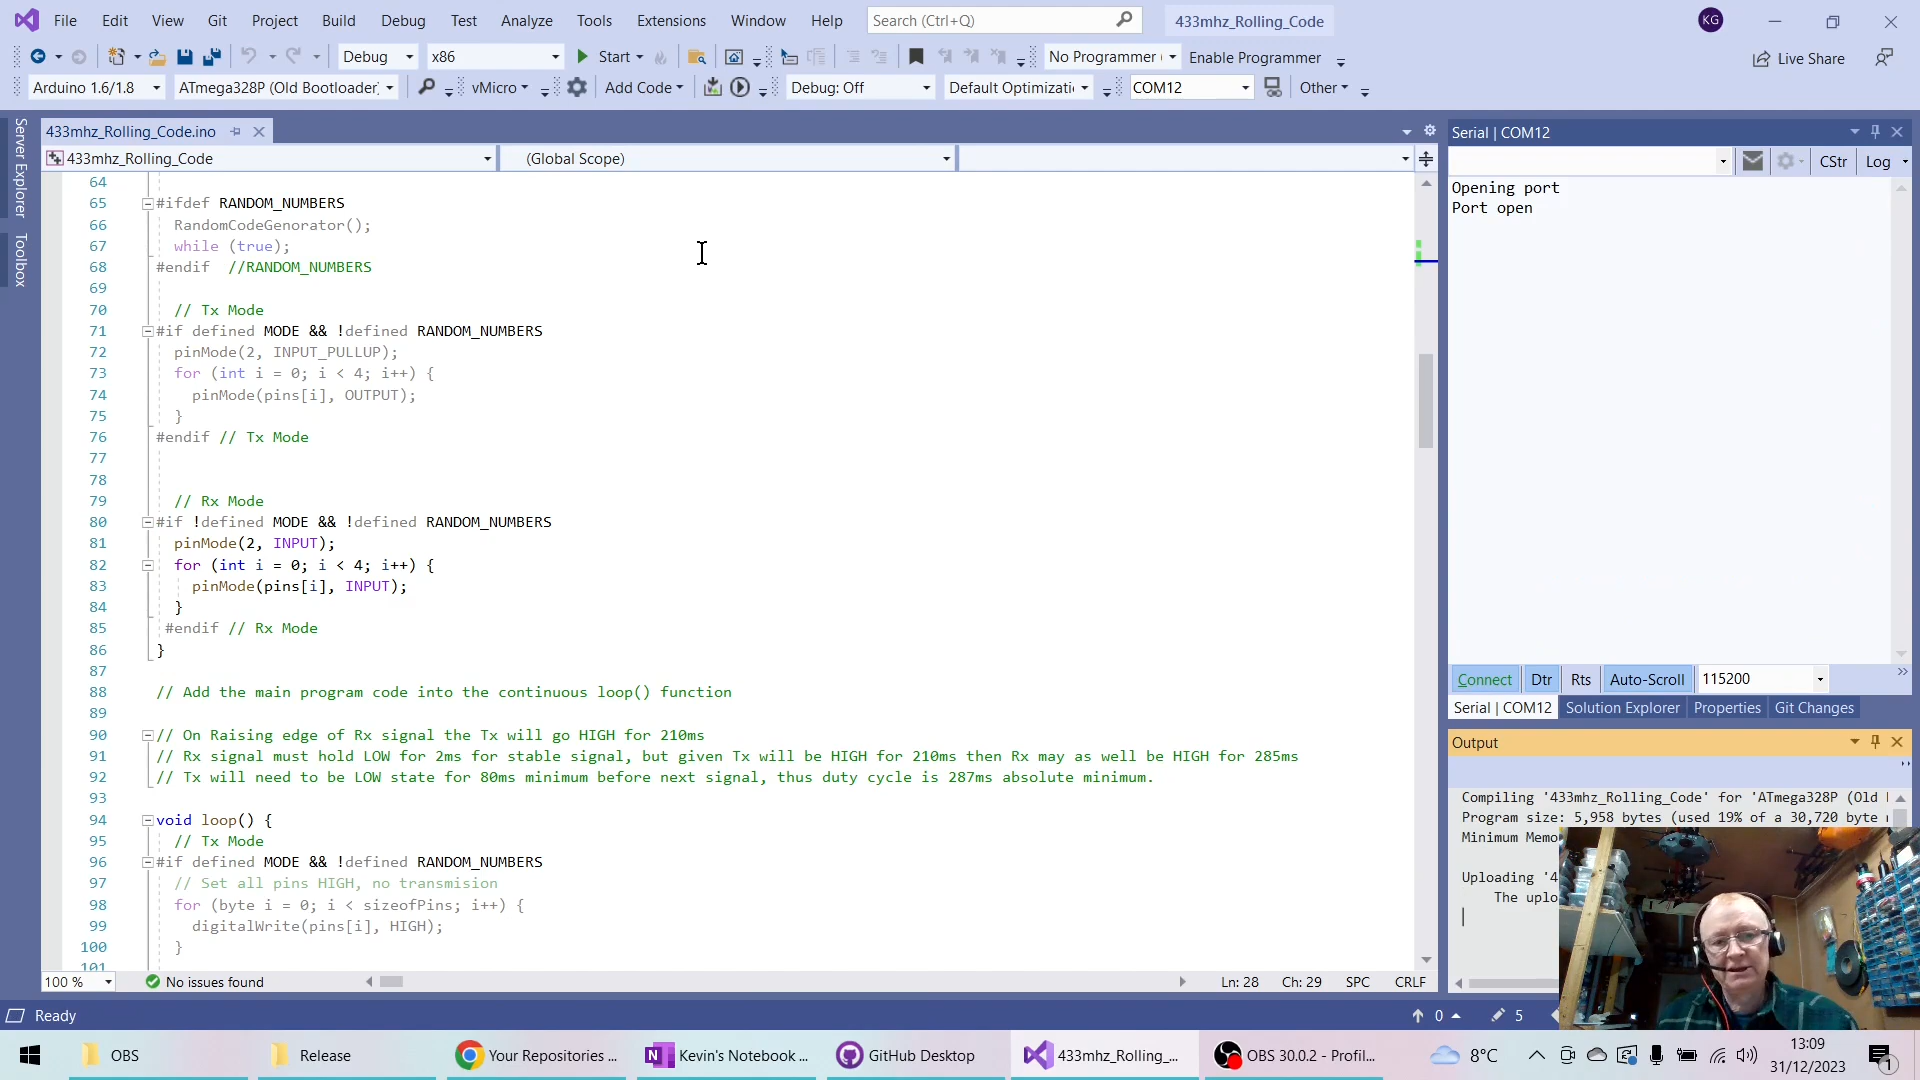 File Edit View Git Project Build Debug Test Analyze Tools Extensions Window Help Search (Ctrl+Q) 433mhz_Rolling_Code KG
Debug x86 Start No Programmer Enable Programmer Live Share
Arduino 1.6/1.8 ATmega328P (Old Bootloader) vMicro Add Code Debug: Off Default Optimizati COM12 Other
Server Explorer
Toolbox
433mhz_Rolling_Code.ino
433mhz_Rolling_Code (Global Scope)
64
65 #ifdef RANDOM_NUMBERS
66 RandomCodeGenorator();
67 while (true);
68 #endif //RANDOM_NUMBERS
69
70 // Tx Mode
71 #if defined MODE && !defined RANDOM_NUMBERS
72 pinMode(2, INPUT_PULLUP);
73 for (int i = 0; i < 4; i++) {
74 pinMode(pins[i], OUTPUT);
75 }
76 #endif // Tx Mode
77
78
79 // Rx Mode
80 #if !defined MODE && !defined RANDOM_NUMBERS
81 pinMode(2, INPUT);
82 for (int i = 0; i < 4; i++) {
83 pinMode(pins[i], INPUT);
84 }
85 #endif // Rx Mode
86 }
87
88 // Add the main program code into the continuous loop() function
89
90 // On Raising edge of Rx signal the Tx will go HIGH for 210ms
91 // Rx signal must hold LOW for 2ms for stable signal, but given Tx will be HIGH for 210ms then Rx may as well be HIGH for 285ms
92 // Tx will need to be LOW state for 80ms minimum before next signal, thus duty cycle is 287ms absolute minimum.
93
94 void loop() {
95 // Tx Mode
96 #if defined MODE && !defined RANDOM_NUMBERS
97 // Set all pins HIGH, no transmision
98 for (byte i = 0; i < sizeofPins; i++) {
99 digitalWrite(pins[i], HIGH);
100 }
101
100 % No issues found Ln: 28 Ch: 29 SPC CRLF
Serial | COM12
CStr Log
Opening port
Port open
Connect Dtr Rts Auto-Scroll 115200
Serial | COM12 Solution Explorer Properties Git Changes
Output
Compiling '433mhz_Rolling_Code' for 'ATmega328P (Old
Program size: 5,958 bytes (used 19% of a 30,720 byte
Minimum Memo
Uploading '4
The uplo
Ready 0 5
OBS Release Your Repositories ... Kevin's Notebook ... GitHub Desktop 433mhz_Rolling_... OBS 30.0.2 - Profil... 8°C 13:09
31/12/2023 1